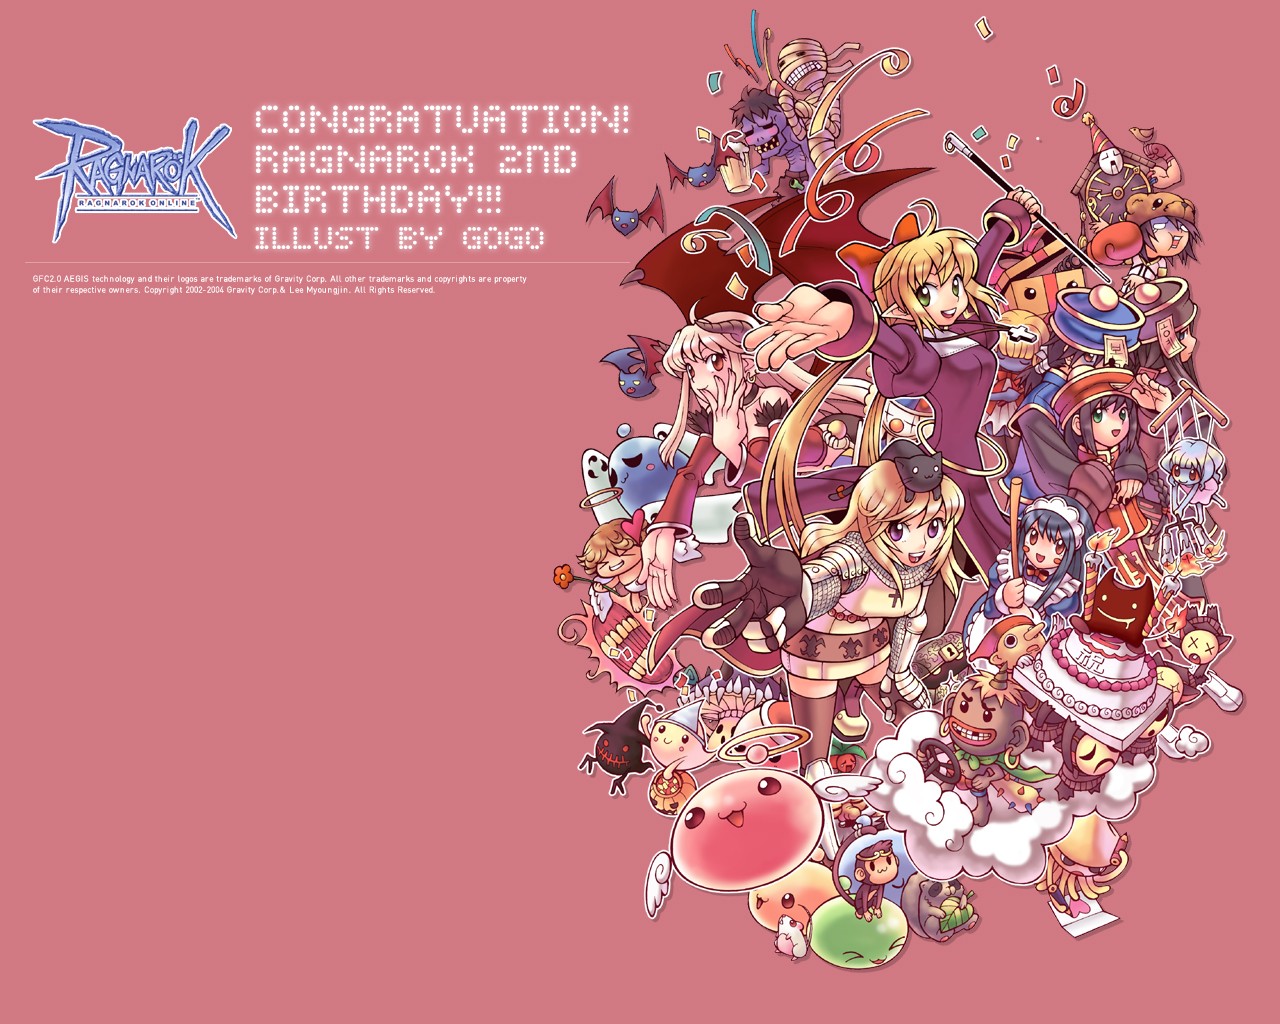 RAGNARÖK
RAGNAROK ONLINE
CONGRATUATION!
RAGNAROK 2ND
BIRTHDAY!!!
ILLUST BY GOGO
GFC2.0 AEGIS technology and their logos are trademarks of Gravity Corp. All other trademarks and copyrights are property
of their respective owners. Copyright 2002-2004 Gravity Corp.& Lee Myoungjin. All Rights Reserved.
祝